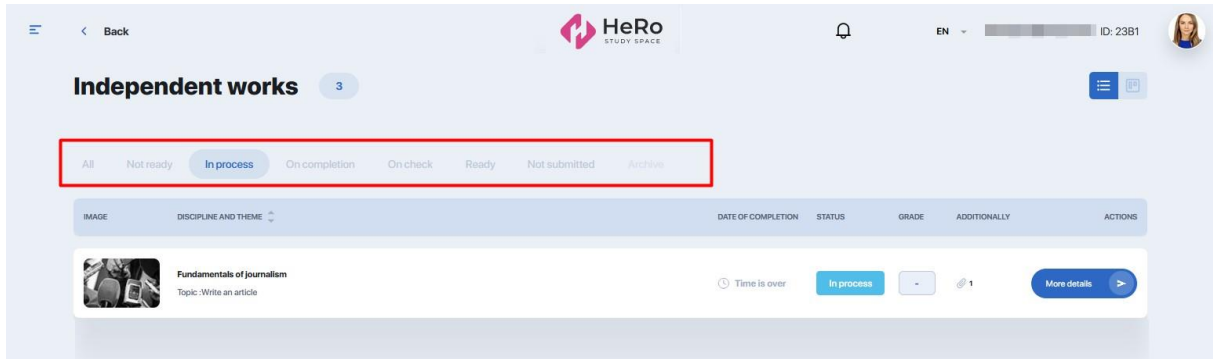 Back
HeRo
STUDY SPACE
EN
ID: 23B1
Independent works 3
All Not ready In process On completion On check Ready Not submitted Archive
IMAGE DISCIPLINE AND THEME DATE OF COMPLETION STATUS GRADE ADDITIONALLY ACTIONS
Fundamentals of journalism
Topic :Write an article
Time is over In process - 1 More details